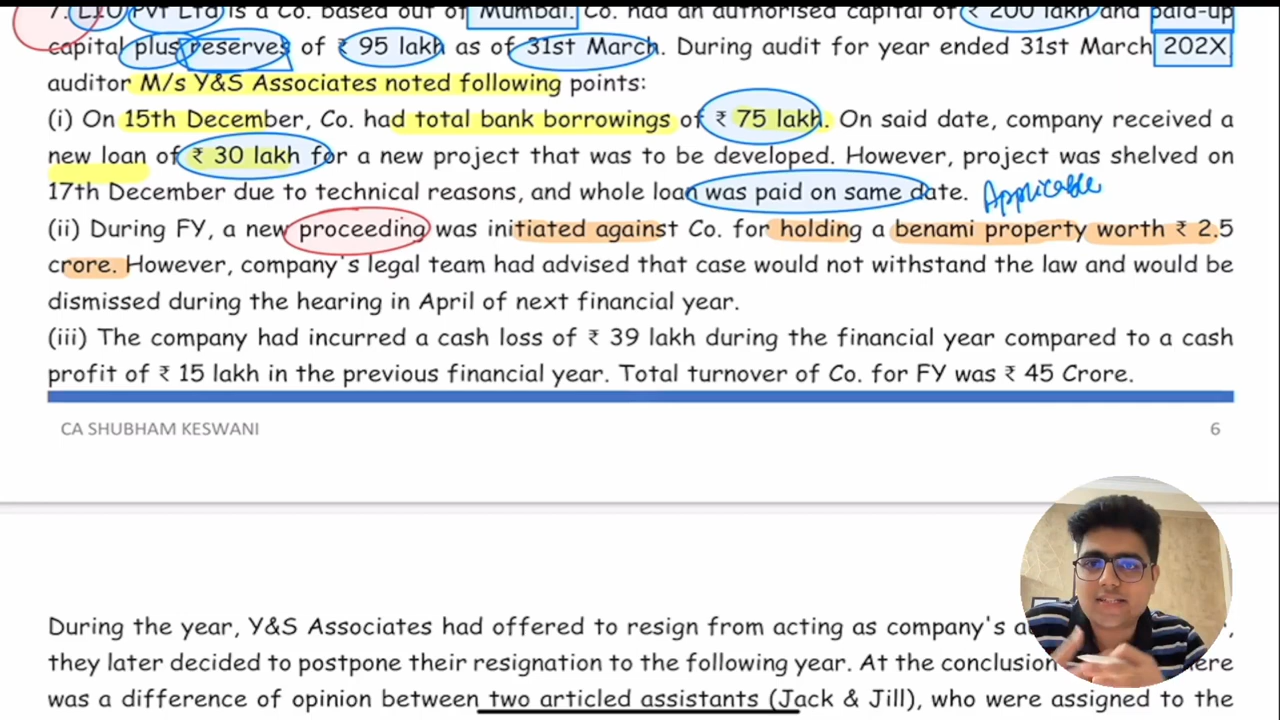 7. LIU Pvt Ltd is a Co. based out of Mumbai. Co. had an authorised capital of ₹ 200 lakh and paid-up
capital plus reserves of ₹ 95 lakh as of 31st March. During audit for year ended 31st March 202X,
auditor M/s Y&S Associates noted following points:
(i) On 15th December, Co. had total bank borrowings of ₹ 75 lakh. On said date, company received a
new loan of ₹ 30 lakh for a new project that was to be developed. However, project was shelved on
17th December due to technical reasons, and whole loan was paid on same date. Applicable
(ii) During FY, a new proceeding was initiated against Co. for holding a benami property worth ₹ 2.5
crore. However, company's legal team had advised that case would not withstand the law and would be
dismissed during the hearing in April of next financial year.
(iii) The company had incurred a cash loss of ₹ 39 lakh during the financial year compared to a cash
profit of ₹ 15 lakh in the previous financial year. Total turnover of Co. for FY was ₹ 45 Crore.
CA SHUBHAM KESWANI 6
During the year, Y&S Associates had offered to resign from acting as company's
they later decided to postpone their resignation to the following year. At the conclusion
was a difference of opinion between two articled assistants (Jack & Jill), who were assigned to the